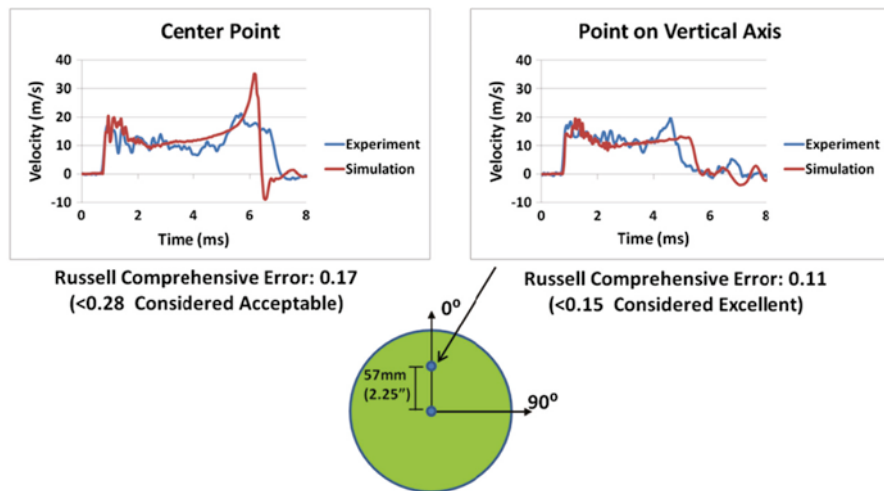 Center Point
40
30
20
10
0
-10
0 2 4 6 8
Velocity (m/s)
Time (ms)
Experiment
Simulation
Russell Comprehensive Error: 0.17
(<0.28 Considered Acceptable)
Point on Vertical Axis
40
30
20
10
0
-10
0 2 4 6 8
Velocity (m/s)
Time (ms)
Experiment
Simulation
Russell Comprehensive Error: 0.11
(<0.15 Considered Excellent)
0º
57mm
(2.25”)
90º